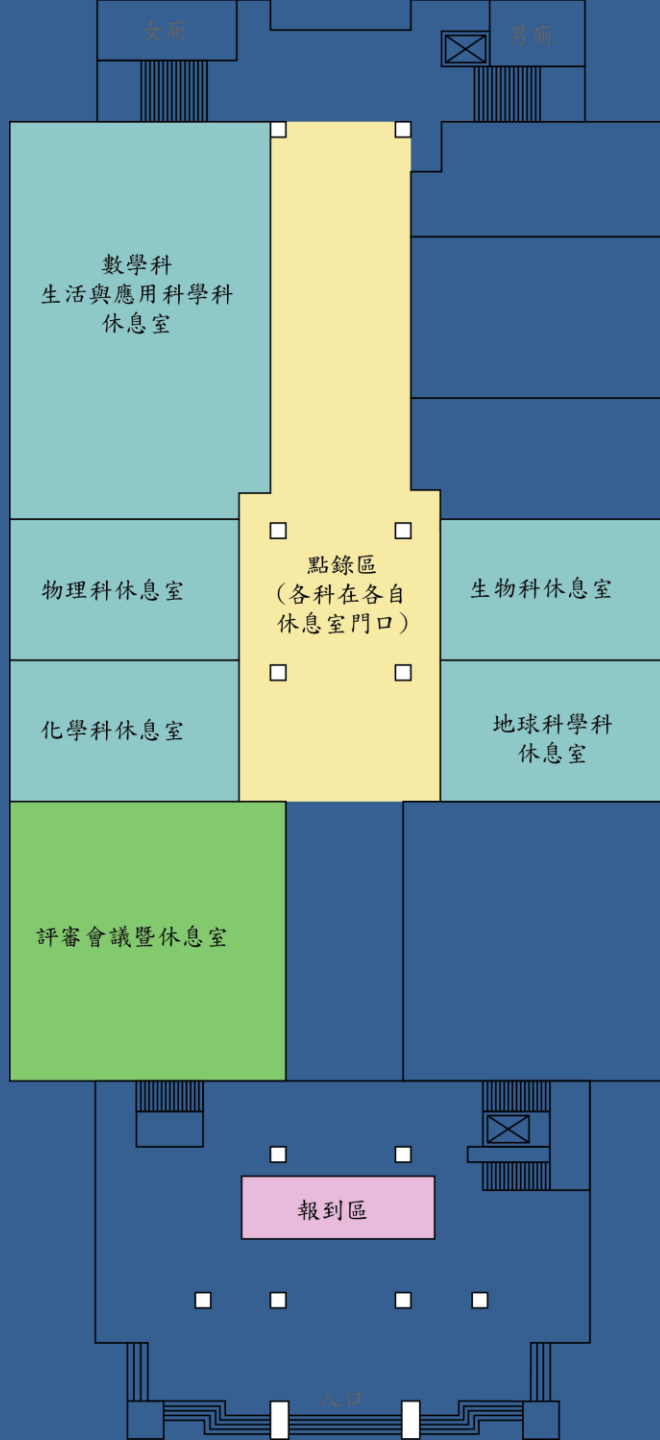 女廁
男廁
數學科
生活與應用科學科
休息室
物理科休息室
點錄區
（各科在各自
休息室門口）
生物科休息室
化學科休息室
地球科學科
休息室
評審會議暨休息室
報到區
入口